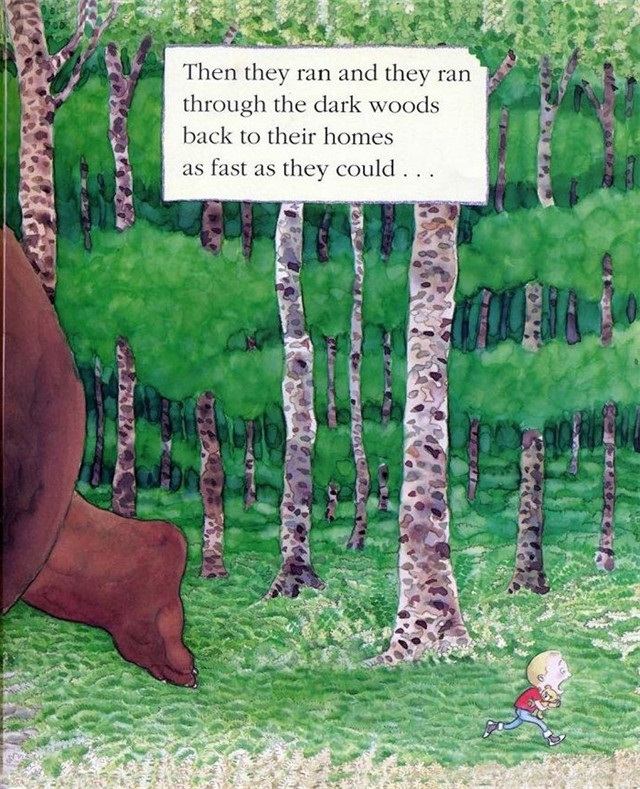 Then they ran and they ran
through the dark woods
back to their homes
as fast as they could . . .